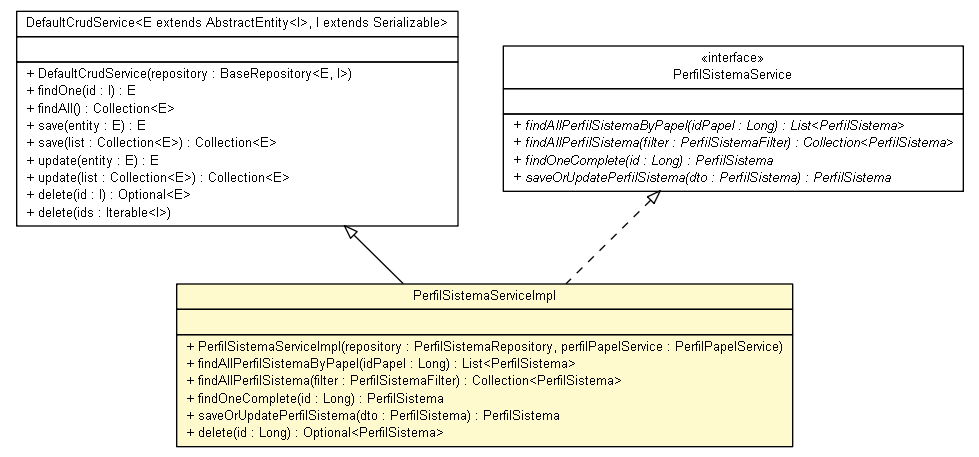 DefaultCrudService<E extends AbstractEntity<I>, I extends Serializable>
+ DefaultCrudService(repository : BaseRepository<E, I>)
+ findOne(id : I) : E
+ findAll() : Collection<E>
+ save(entity : E) : E
+ save(list : Collection<E>) : Collection<E>
+ update(entity : E) : E
+ update(list : Collection<E>) : Collection<E>
+ delete(id : I) : Optional<E>
+ delete(ids : Iterable<I>)
«interface»
PerfilSistemaService
+ findAllPerfilSistemaByPapel(idPapel : Long) : List<PerfilSistema>
+ findAllPerfilSistema(filter : PerfilSistemaFilter) : Collection<PerfilSistema>
+ findOneComplete(id : Long) : PerfilSistema
+ saveOrUpdatePerfilSistema(dto : PerfilSistema) : PerfilSistema
PerfilSistemaServiceImpl
+ PerfilSistemaServiceImpl(repository : PerfilSistemaRepository, perfilPapelService : PerfilPapelService)
+ findAllPerfilSistemaByPapel(idPapel : Long) : List<PerfilSistema>
+ findAllPerfilSistema(filter : PerfilSistemaFilter) : Collection<PerfilSistema>
+ findOneComplete(id : Long) : PerfilSistema
+ saveOrUpdatePerfilSistema(dto : PerfilSistema) : PerfilSistema
+ delete(id : Long) : Optional<PerfilSistema>